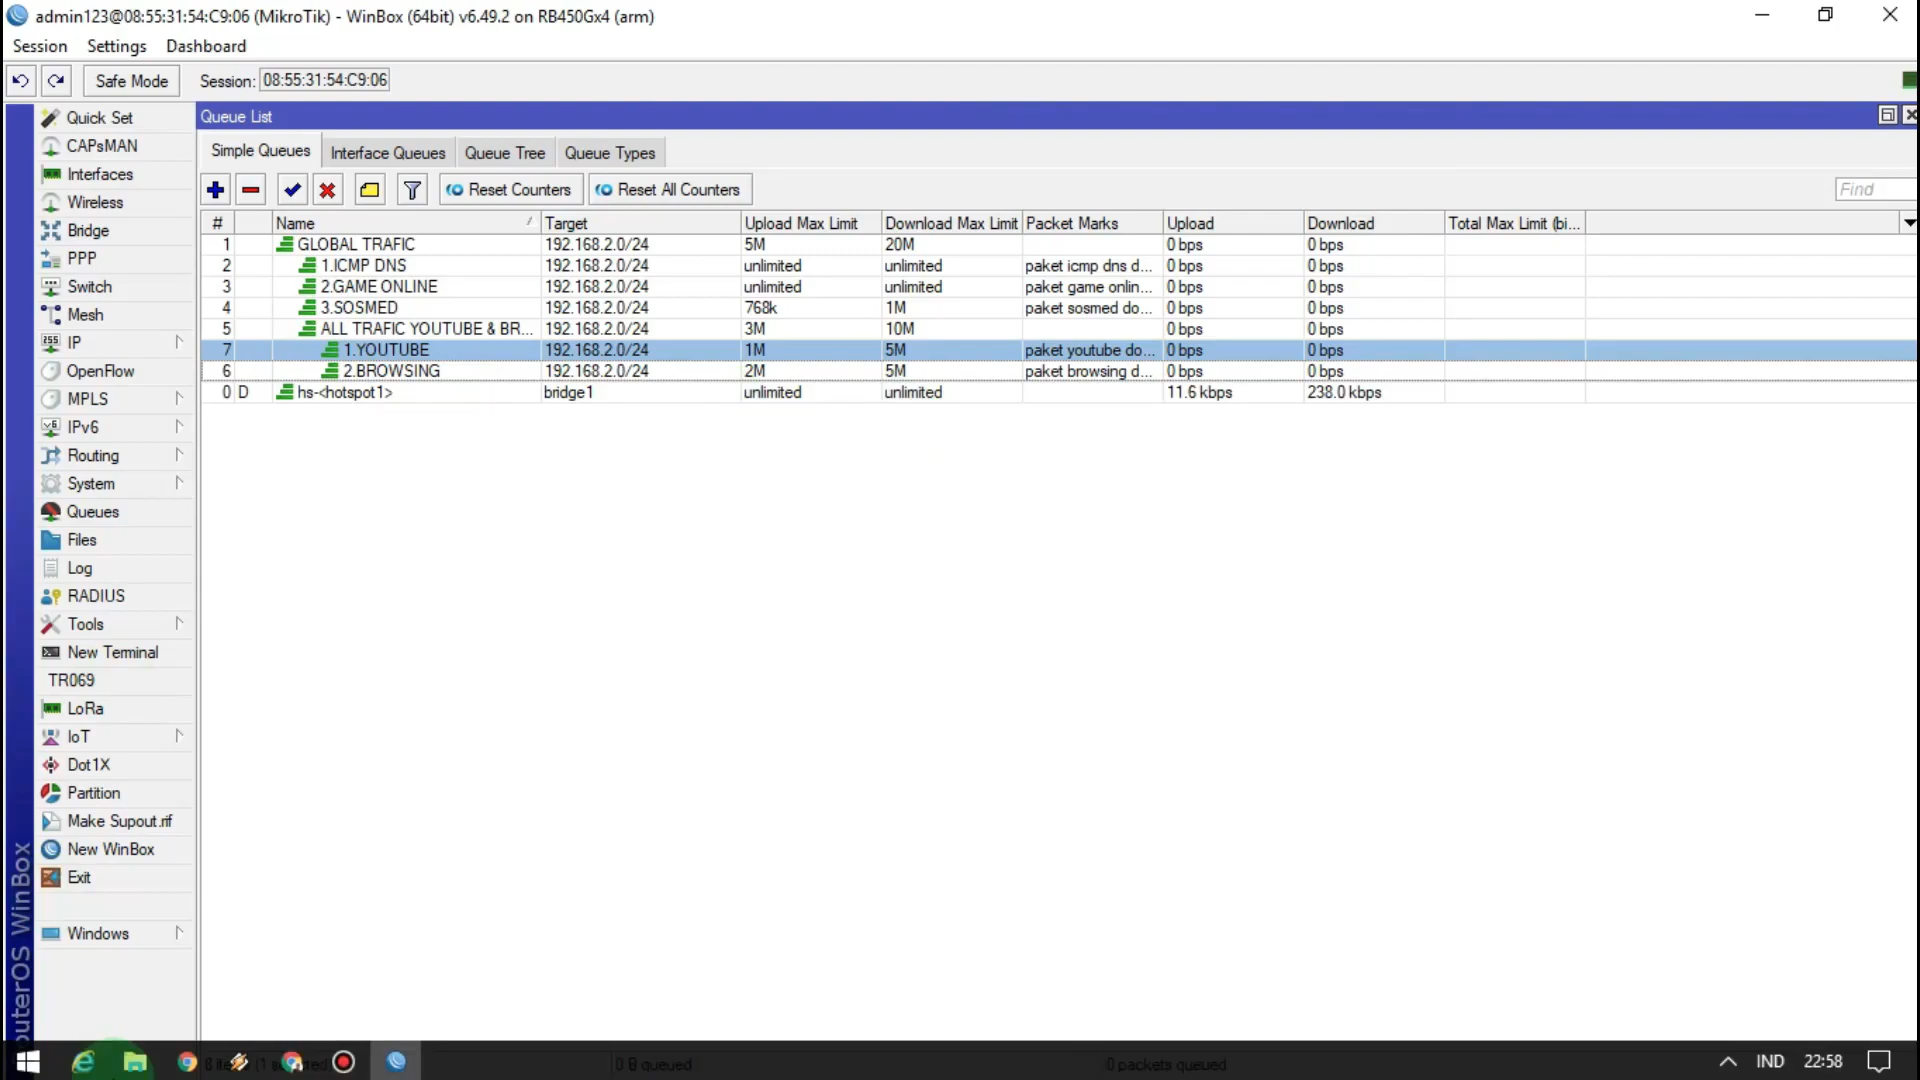 admin123@08:55:31:54:C9:06 (MikroTik) - WinBox (64bit) v6.49.2 on RB450Gx4 (arm)
Session Settings Dashboard
Safe Mode Session: 08:55:31:54:C9:06
Quick Set
CAPsMAN
Interfaces
Wireless
Bridge
PPP
Switch
Mesh
IP
OpenFlow
MPLS
IPv6
Routing
System
Queues
Files
Log
RADIUS
Tools
New Terminal
TR069
LoRa
IoT
Dot1X
Partition
Make Supout.rif
New WinBox
Exit
Windows
outerOS WinBox
Queue List
Simple Queues Interface Queues Queue Tree Queue Types
Reset Counters Reset All Counters Find
# Name Target Upload Max Limit Download Max Limit Packet Marks Upload Download Total Max Limit (bi...
1 GLOBAL TRAFIC 192.168.2.0/24 5M 20M 0 bps 0 bps
2 1.ICMP DNS 192.168.2.0/24 unlimited unlimited paket icmp dns d... 0 bps 0 bps
3 2.GAME ONLINE 192.168.2.0/24 unlimited unlimited paket game onlin... 0 bps 0 bps
4 3.SOSMED 192.168.2.0/24 768k 1M paket sosmed do... 0 bps 0 bps
5 ALL TRAFIC YOUTUBE & BR... 192.168.2.0/24 3M 10M 0 bps 0 bps
7 1.YOUTUBE 192.168.2.0/24 1M 5M paket youtube do... 0 bps 0 bps
6 2.BROWSING 192.168.2.0/24 2M 5M paket browsing d... 0 bps 0 bps
0 D hs-<hotspot1> bridge1 unlimited unlimited 11.6 kbps 238.0 kbps
0 B queued 0 packets queued
IND 22:58